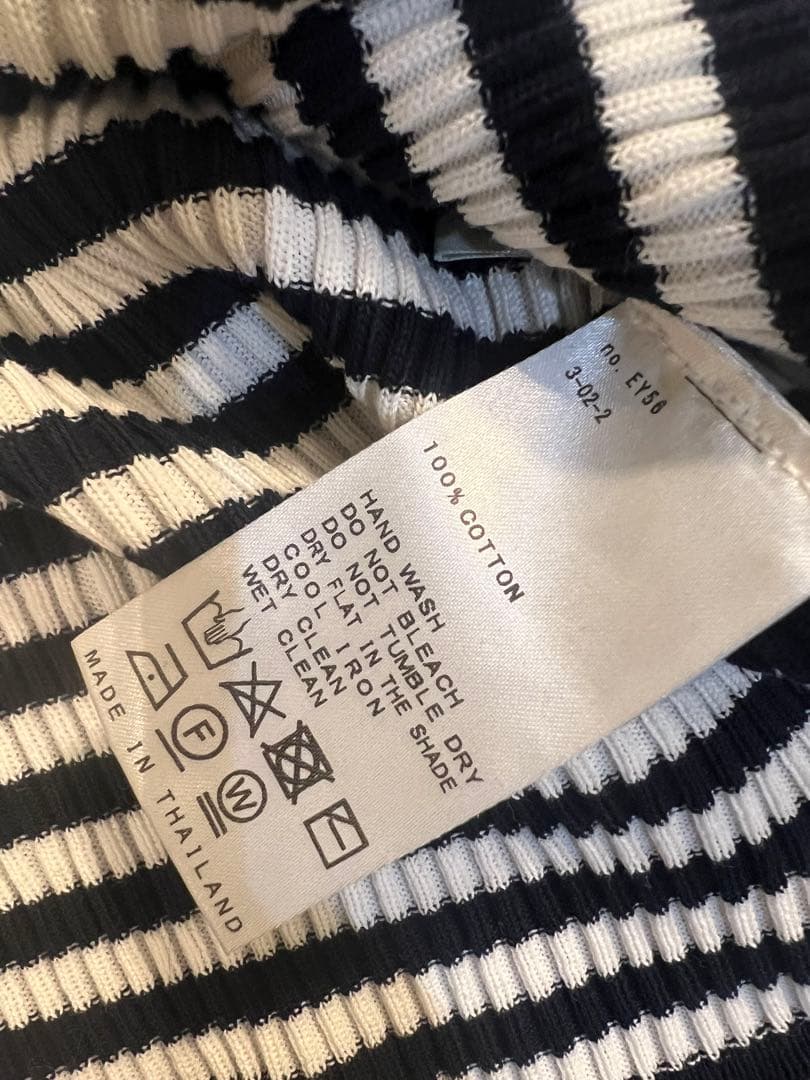 no. EY56
3-02-2
100% COTTON
HAND WASH
DO NOT BLEACH
DO NOT TUMBLE DRY
DRY FLAT IN THE SHADE
COOL IRON
DRY CLEAN
WET CLEAN
F
W
MADE IN THAILAND